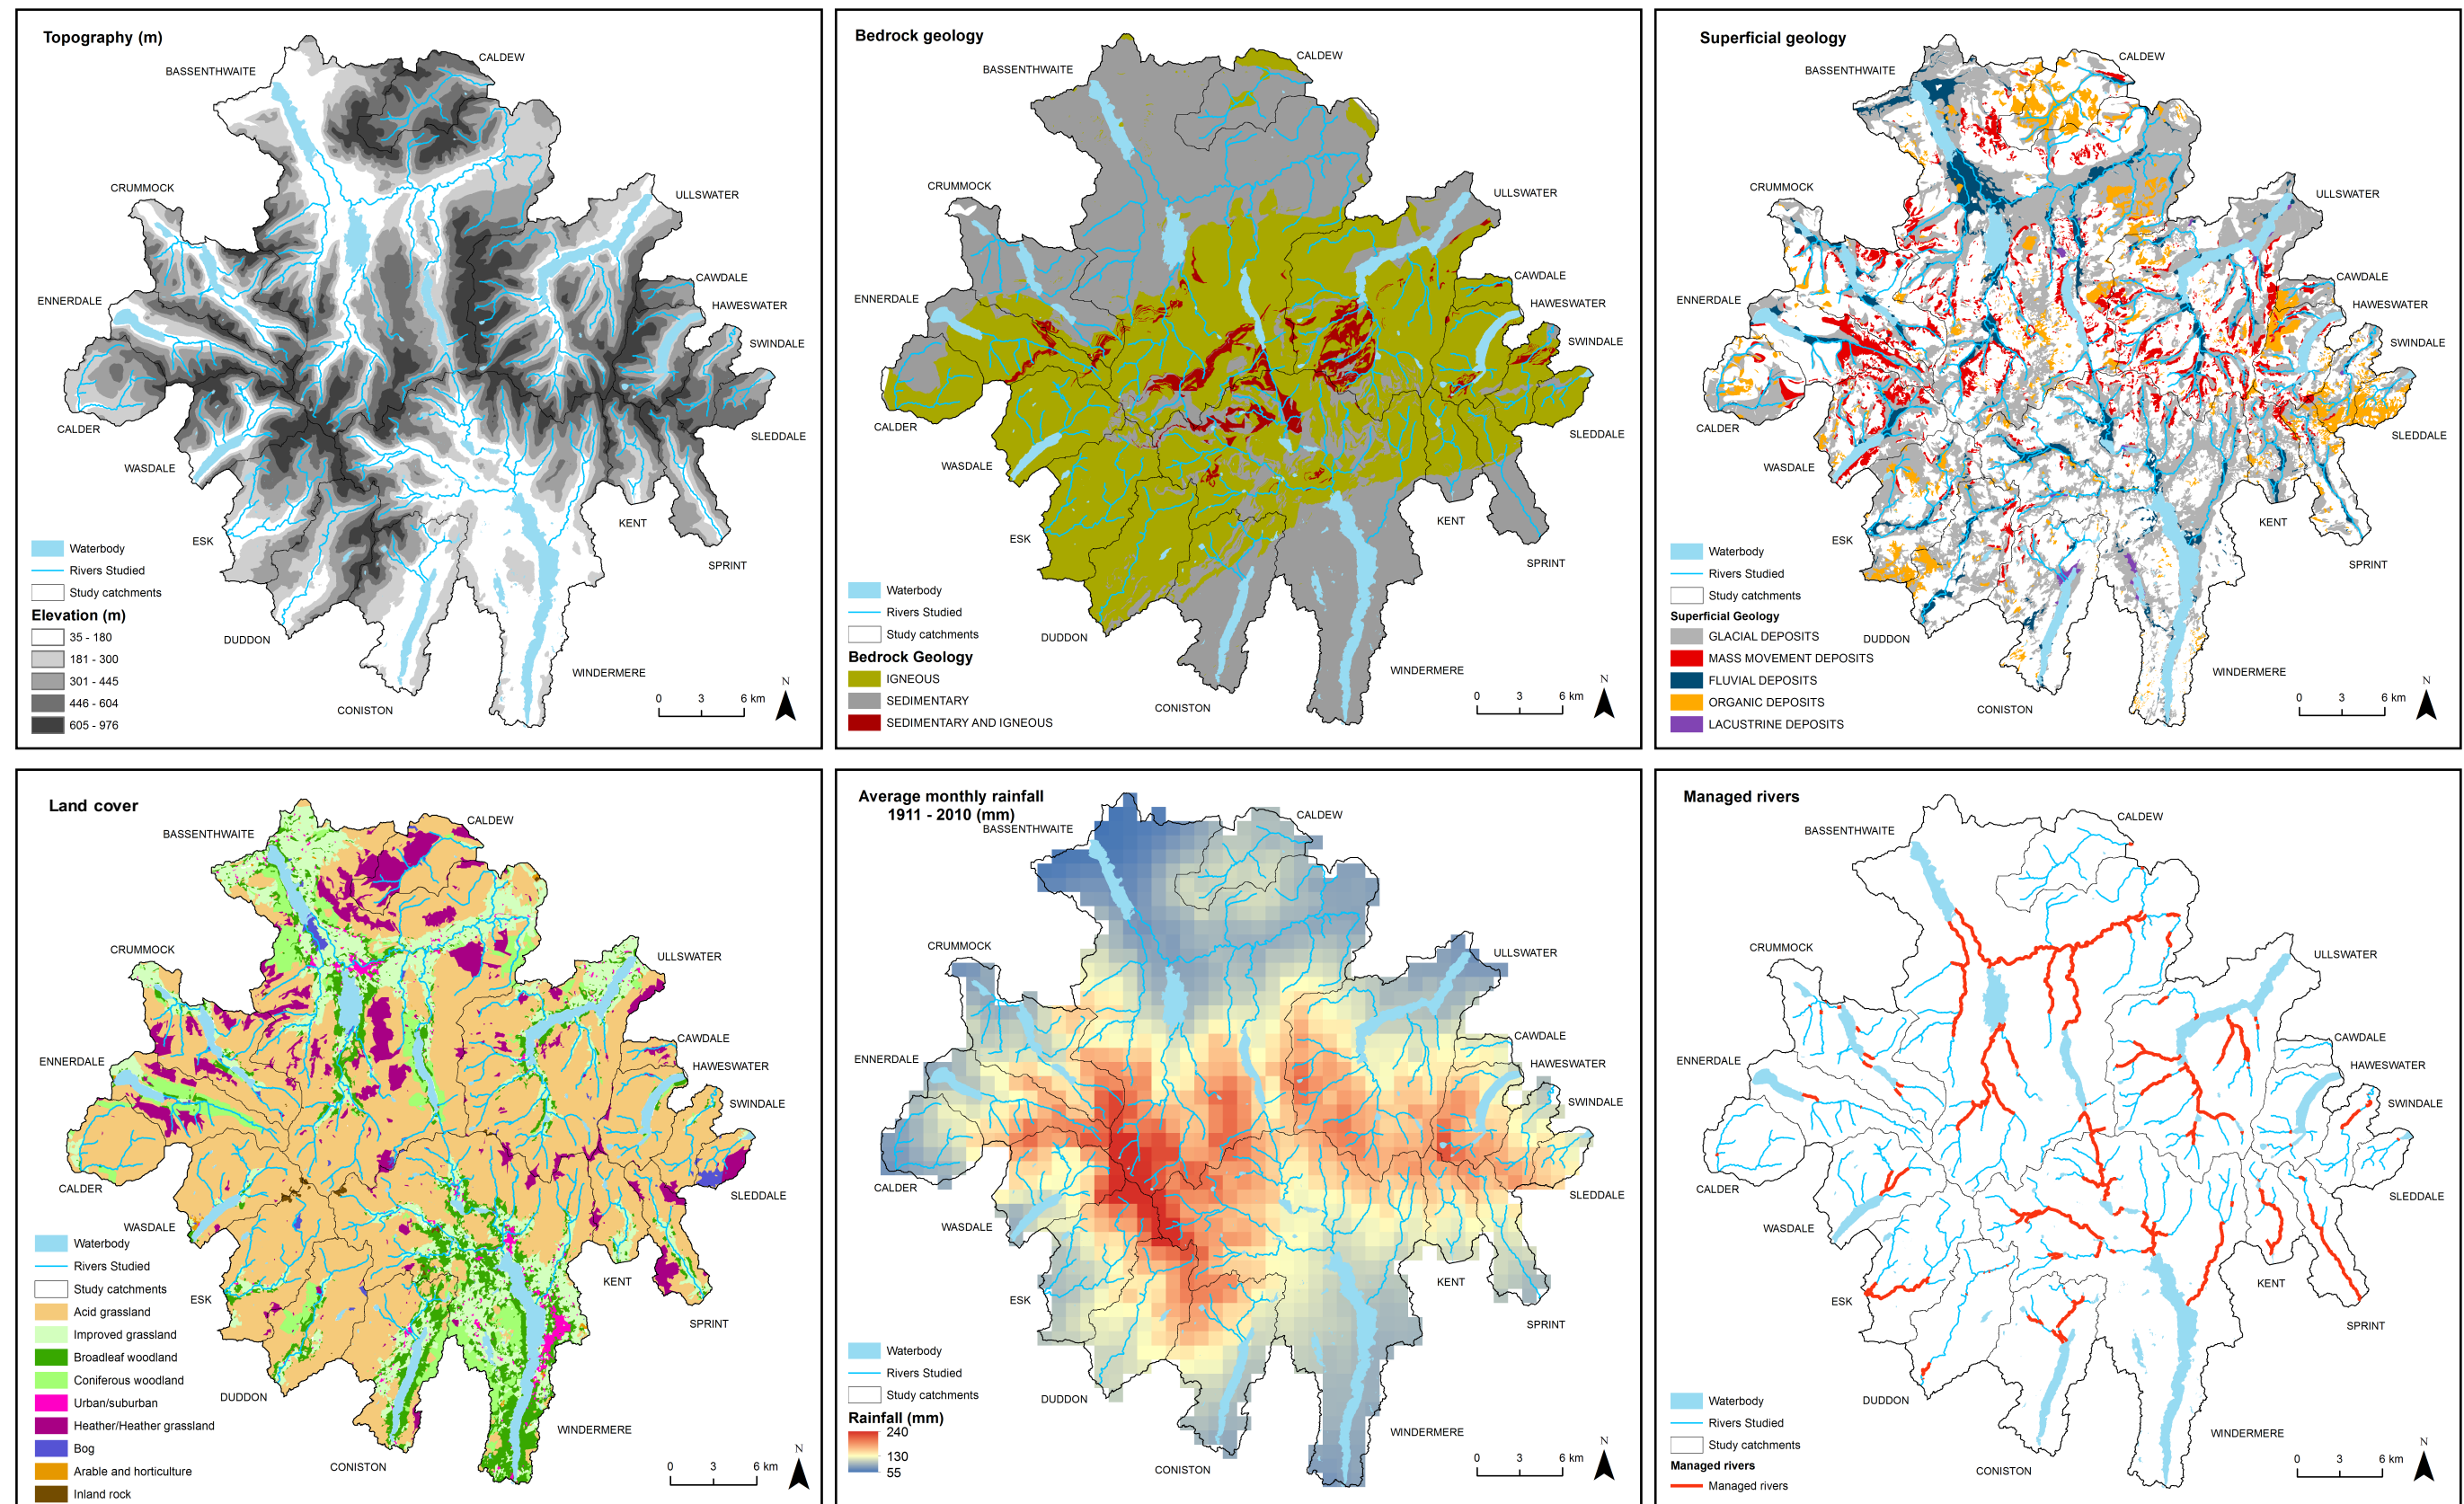 Topography (m)
CALDEW
BASSENTHWAITE
CRUMMOCK
ULLSWATER
CAWDALE
ENNERDALE
HAWESWATER
SWINDALE
CALDER
SLEDDALE
WASDALE
KENT
ESK
SPRINT
DUDDON
WINDERMERE
CONISTON
Waterbody
Rivers Studied
Study catchments
Elevation (m)
35 - 180
181 - 300
301 - 445
446 - 604
605 - 976
0 3 6 km
N
Bedrock geology
CALDEW
BASSENTHWAITE
CRUMMOCK
ULLSWATER
CAWDALE
ENNERDALE
HAWESWATER
SWINDALE
CALDER
SLEDDALE
WASDALE
KENT
ESK
SPRINT
DUDDON
WINDERMERE
CONISTON
Waterbody
Rivers Studied
Study catchments
Bedrock Geology
IGNEOUS
SEDIMENTARY
SEDIMENTARY AND IGNEOUS
0 3 6 km
N
Superficial geology
CALDEW
BASSENTHWAITE
CRUMMOCK
ULLSWATER
CAWDALE
ENNERDALE
HAWESWATER
SWINDALE
CALDER
SLEDDALE
WASDALE
KENT
ESK
SPRINT
DUDDON
WINDERMERE
CONISTON
Waterbody
Rivers Studied
Study catchments
Superficial Geology
GLACIAL DEPOSITS
MASS MOVEMENT DEPOSITS
FLUVIAL DEPOSITS
ORGANIC DEPOSITS
LACUSTRINE DEPOSITS
0 3 6 km
N
Land cover
CALDEW
BASSENTHWAITE
CRUMMOCK
ULLSWATER
CAWDALE
ENNERDALE
HAWESWATER
SWINDALE
CALDER
SLEDDALE
WASDALE
KENT
ESK
SPRINT
DUDDON
WINDERMERE
CONISTON
Waterbody
Rivers Studied
Study catchments
Acid grassland
Improved grassland
Broadleaf woodland
Coniferous woodland
Urban/suburban
Heather/Heather grassland
Bog
Arable and horticulture
Inland rock
0 3 6 km
N
Average monthly rainfall
1911 - 2010 (mm)
CALDEW
BASSENTHWAITE
CRUMMOCK
ULLSWATER
CAWDALE
ENNERDALE
HAWESWATER
SWINDALE
CALDER
SLEDDALE
WASDALE
KENT
ESK
SPRINT
DUDDON
WINDERMERE
CONISTON
Waterbody
Rivers Studied
Study catchments
Rainfall (mm)
240
130
55
0 3 6 km
N
Managed rivers
CALDEW
BASSENTHWAITE
CRUMMOCK
ULLSWATER
CAWDALE
ENNERDALE
HAWESWATER
SWINDALE
CALDER
SLEDDALE
WASDALE
KENT
ESK
SPRINT
DUDDON
WINDERMERE
CONISTON
Waterbody
Rivers Studied
Study catchments
Managed rivers
Managed rivers
0 3 6 km
N